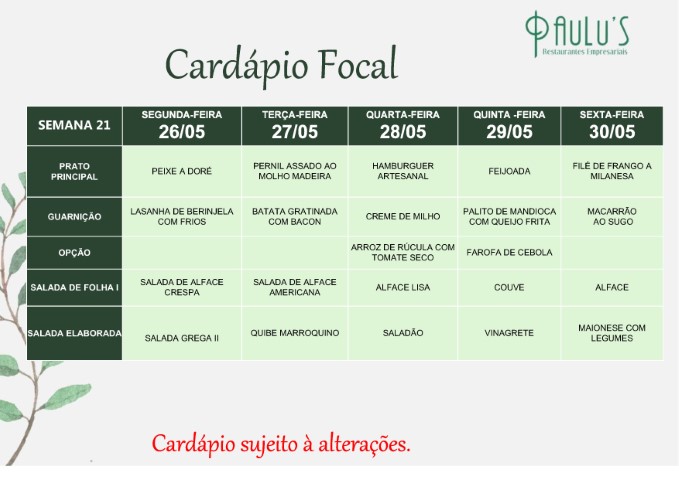 PAULU'S
Restaurantes Empresariais
Cardápio Focal
SEMANA 21
SEGUNDA-FEIRA
26/05
TERÇA-FEIRA
27/05
QUARTA-FEIRA
28/05
QUINTA -FEIRA
29/05
SEXTA-FEIRA
30/05
PRATO
PRINCIPAL
PEIXE A DORÉ
PERNIL ASSADO AO
MOLHO MADEIRA
HAMBURGUER
ARTESANAL
FEIJOADA
FILÉ DE FRANGO A
MILANESA
GUARNIÇÃO
LASANHA DE BERINJELA
COM FRIOS
BATATA GRATINADA
COM BACON
CREME DE MILHO
PALITO DE MANDIOCA
COM QUEIJO FRITA
MACARRÃO
AO SUGO
OPÇÃO
ARROZ DE RÚCULA COM
TOMATE SECO
FAROFA DE CEBOLA
SALADA DE FOLHA I
SALADA DE ALFACE
CRESPA
SALADA DE ALFACE
AMERICANA
ALFACE LISA
COUVE
ALFACE
SALADA ELABORADA
SALADA GREGA II
QUIBE MARROQUINO
SALADÃO
VINAGRETE
MAIONESE COM
LEGUMES
Cardápio sujeito à alterações.